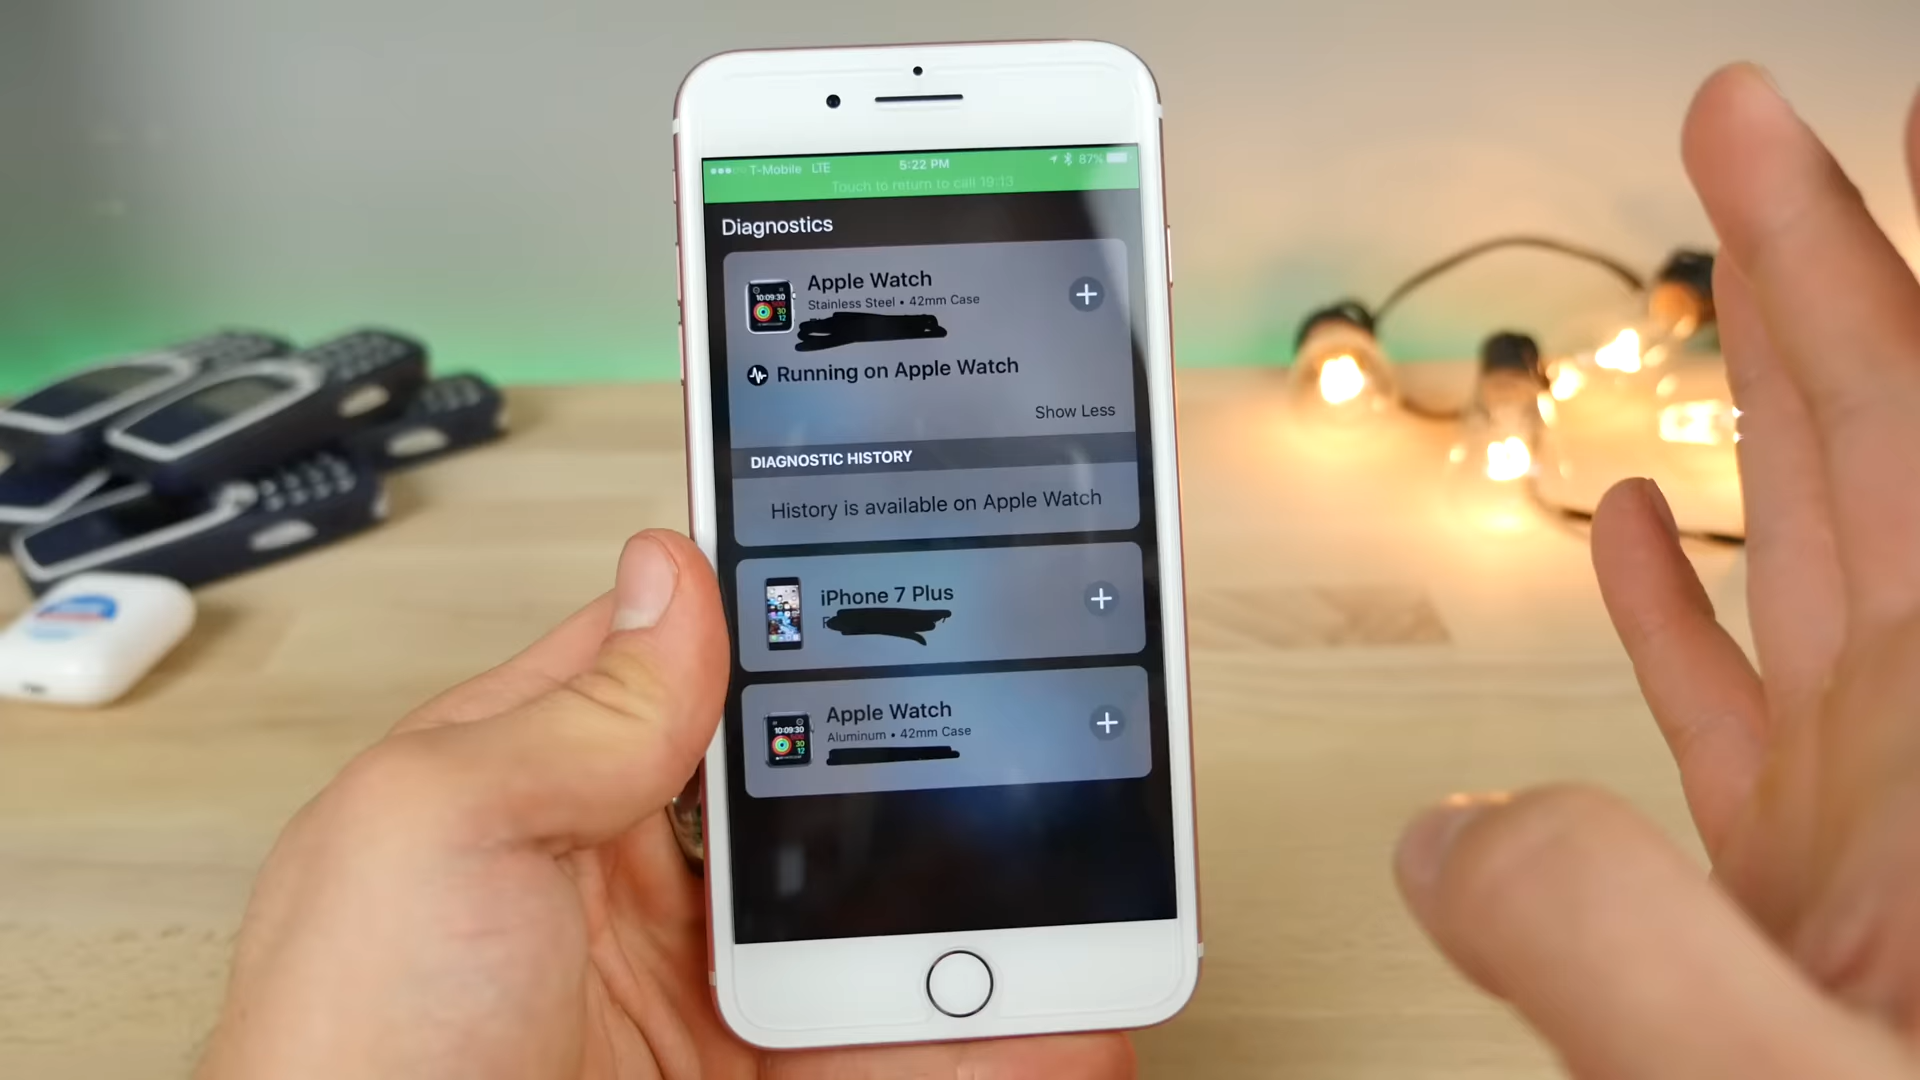 T-Mobile LTE 5:22 PM 87%
Touch to return to call 19:13
Diagnostics
Apple Watch
Stainless Steel • 42mm Case
Running on Apple Watch
Show Less
DIAGNOSTIC HISTORY
History is available on Apple Watch
iPhone 7 Plus
Apple Watch
Aluminum • 42mm Case